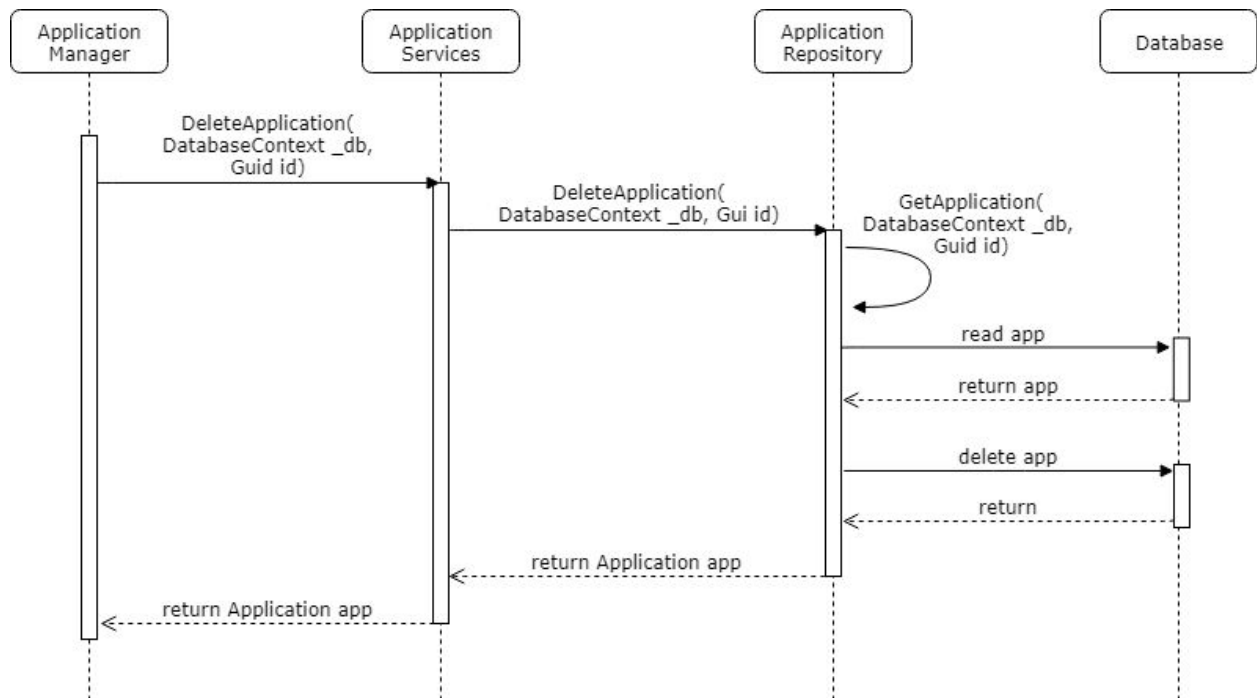 Application
Manager
Application
Services
Application
Repository
Database
DeleteApplication(
DatabaseContext _db,
Guid id)
DeleteApplication(
DatabaseContext _db, Gui id)
GetApplication(
DatabaseContext _db,
Guid id)
read app
return app
delete app
return
return Application app
return Application app